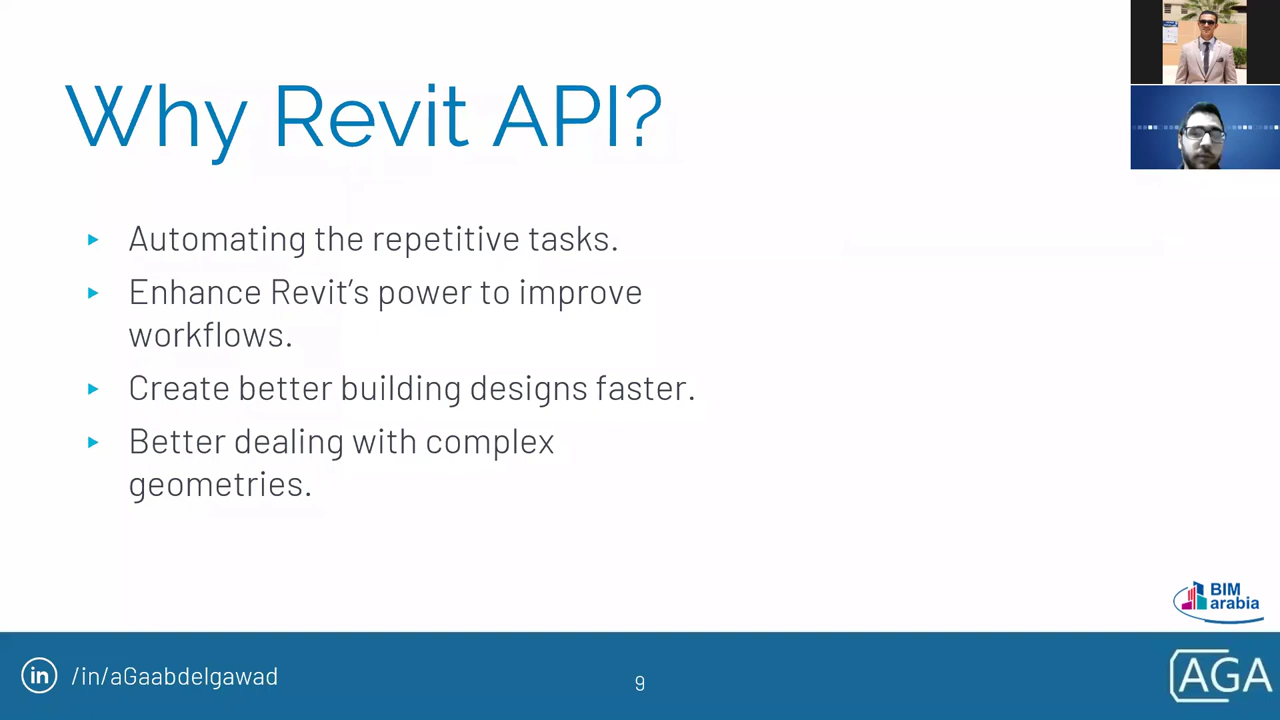 Why Revit API?
Automating the repetitive tasks.
Enhance Revit's power to improve
workflows.
Create better building designs faster.
Better dealing with complex
geometries.
BIM
arabia
in /in/aGaabdelgawad
9
AGA